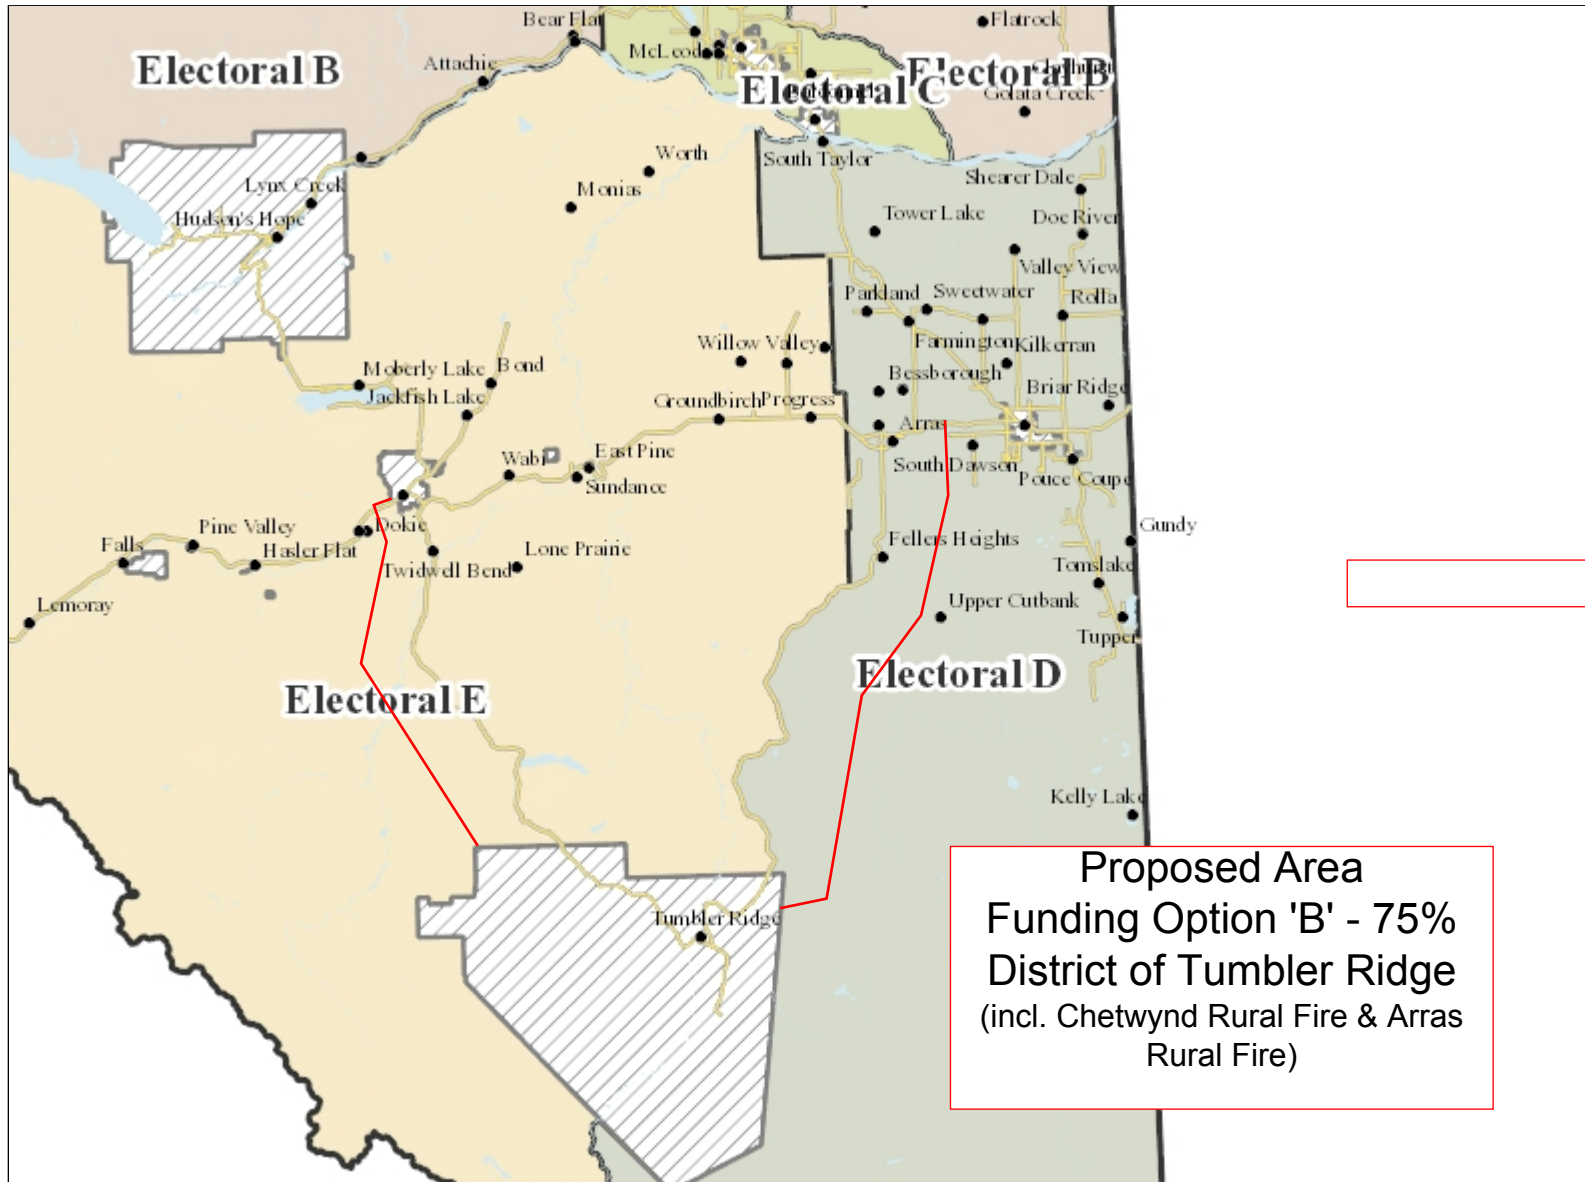 Bear Flat
Flatrock
Electoral B
Attachie
McLeod
Electoral B
Electoral C
Golata Creek
Worth
South Taylor
Lynx Creek
Monias
Shearer Dale
Hudson's Hope
Tower Lake
Doe River
Valley View
Parkland
Sweetwater
Rolla
Willow Valley
Farmington
Kilkerran
Moberly Lake
Bond
Bessborough
Briar Ridge
Jackfish Lake
Groundbirch
Progress
Arras
Wabi
East Pine
South Dawson
Sundance
Pouce Coupe
Pine Valley
Dokie
Gundy
Falls
Hasler Flat
Lone Prairie
Fellers Heights
Twidwell Bend
Tomslake
Lemoray
Upper Cutbank
Tupper
Electoral E
Electoral D
Kelly Lake
Tumbler Ridge
Proposed Area
Funding Option 'B' - 75%
District of Tumbler Ridge
(incl. Chetwynd Rural Fire & Arras
Rural Fire)